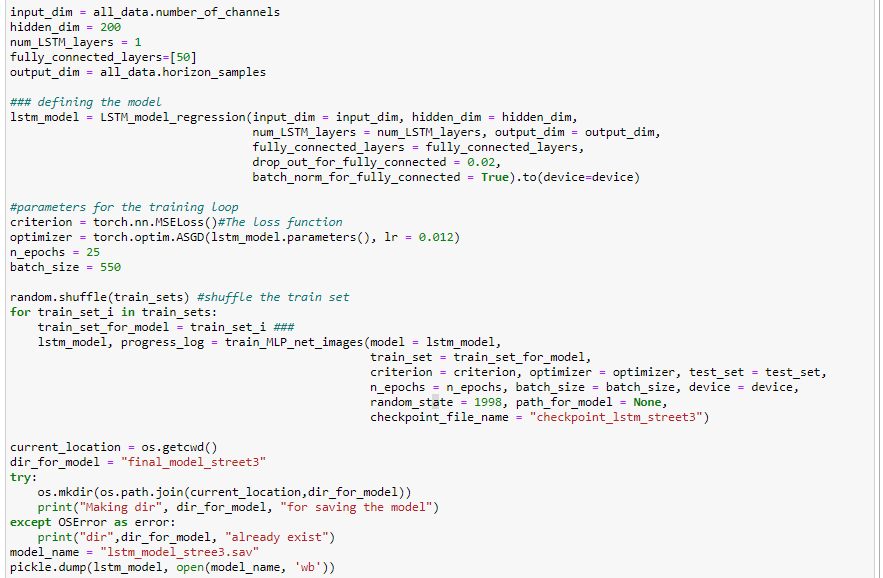 input_dim = all_data.number_of_channels
hidden_dim = 200
num_LSTM_layers = 1
fully_connected_layers=[50]
output_dim = all_data.horizon_samples

### defining the model
lstm_model = LSTM_model_regression(input_dim = input_dim, hidden_dim = hidden_dim,
                                   num_LSTM_layers = num_LSTM_layers, output_dim = output_dim,
                                   fully_connected_layers = fully_connected_layers,
                                   drop_out_for_fully_connected = 0.02,
                                   batch_norm_for_fully_connected = True).to(device=device)

#parameters for the training loop
criterion = torch.nn.MSELoss()#The loss function
optimizer = torch.optim.ASGD(lstm_model.parameters(), lr = 0.012)
n_epochs = 25
batch_size = 550

random.shuffle(train_sets) #shuffle the train set
for train_set_i in train_sets:
    train_set_for_model = train_set_i ###
    lstm_model, progress_log = train_MLP_net_images(model = lstm_model,
                                                    train_set = train_set_for_model,
                                                    criterion = criterion, optimizer = optimizer, test_set = test_set,
                                                    n_epochs = n_epochs, batch_size = batch_size, device = device,
                                                    random_state = 1998, path_for_model = None,
                                                    checkpoint_file_name = "checkpoint_lstm_street3")

current_location = os.getcwd()
dir_for_model = "final_model_street3"
try:
    os.mkdir(os.path.join(current_location,dir_for_model))
    print("Making dir", dir_for_model, "for saving the model")
except OSError as error:
    print("dir",dir_for_model, "already exist")
model_name = "lstm_model_stree3.sav"
pickle.dump(lstm_model, open(model_name, 'wb'))